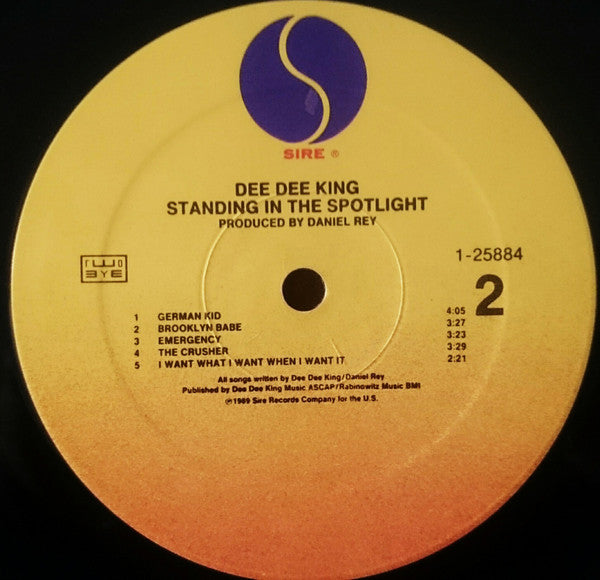 SIRE ®
DEE DEE KING
STANDING IN THE SPOTLIGHT
PRODUCED BY DANIEL REY
1-25884
2
1 GERMAN KID 4:05
2 BROOKLYN BABE 3:27
3 EMERGENCY 3:23
4 THE CRUSHER 3:29
5 I WANT WHAT I WANT WHEN I WANT IT 2:21
All songs written by Dee Dee King/Daniel Rey
Published by Dee Dee King Music ASCAP/Rabinowitz Music BMI
℗1989 Sire Records Company for the U.S.